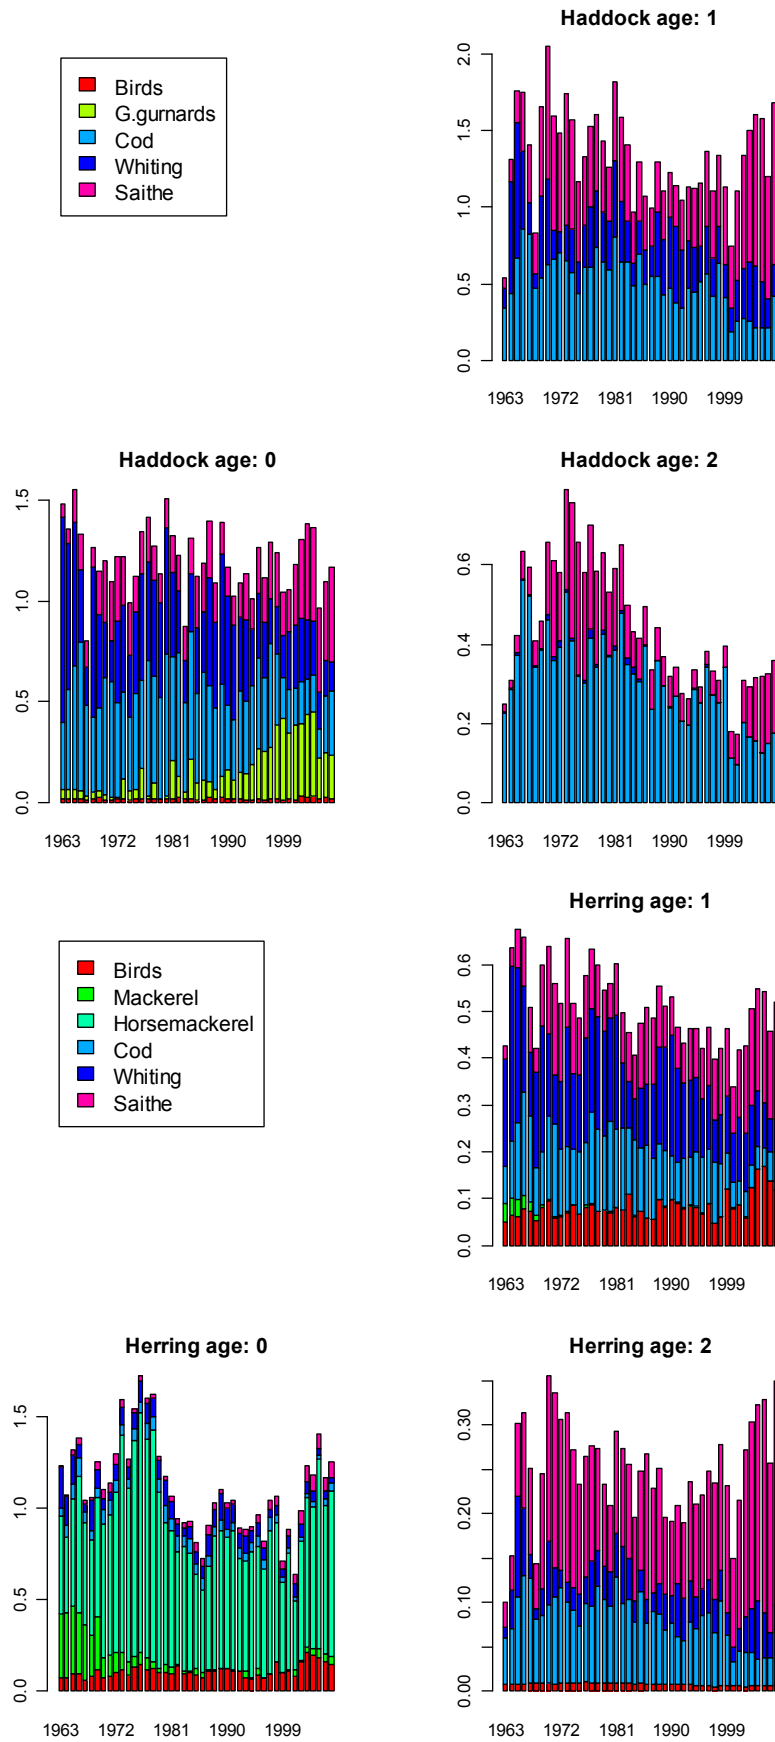 Haddock age: 1
Birds
G.gurnards
Cod
Whiting
Saithe
0.0 0.5 1.0 1.5 2.0
1963 1972 1981 1990 1999
Haddock age: 0
0.0 0.5 1.0 1.5
1963 1972 1981 1990 1999
Haddock age: 2
0.0 0.2 0.4 0.6
1963 1972 1981 1990 1999
Birds
Mackerel
Horsemackerel
Cod
Whiting
Saithe
Herring age: 1
0.0 0.1 0.2 0.3 0.4 0.5 0.6
1963 1972 1981 1990 1999
Herring age: 0
0.0 0.5 1.0 1.5
1963 1972 1981 1990 1999
Herring age: 2
0.00 0.10 0.20 0.30
1963 1972 1981 1990 1999